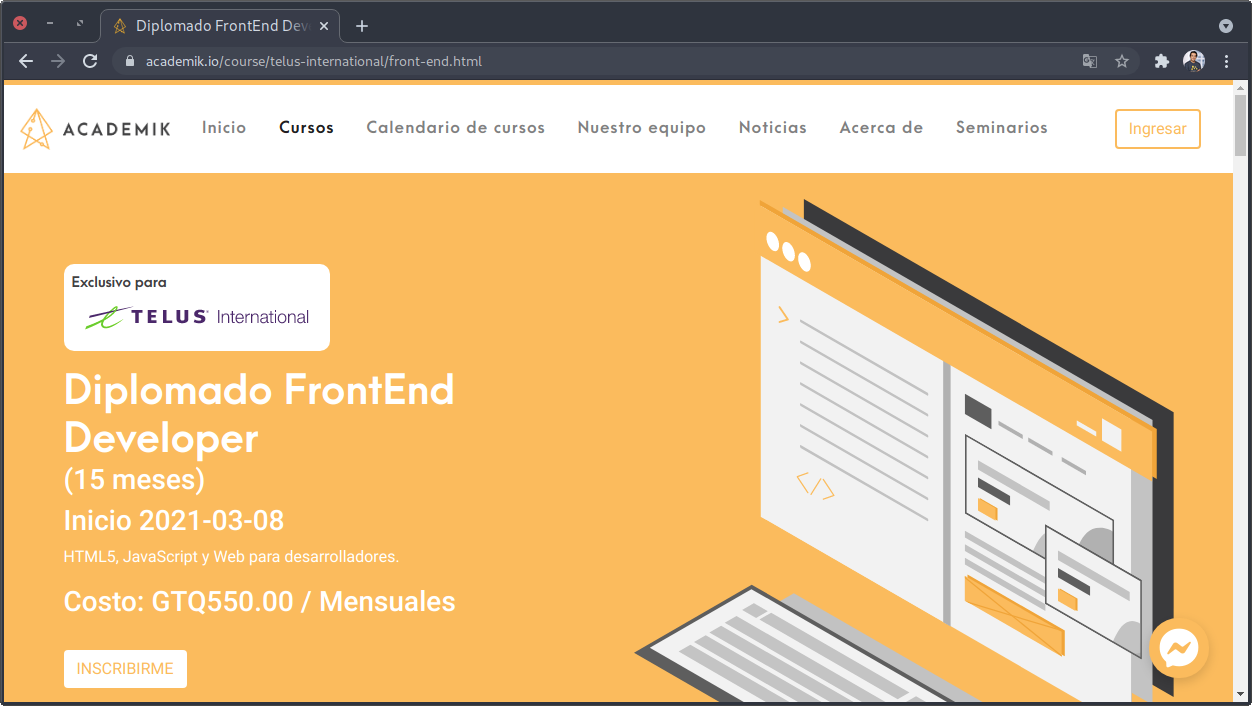 Diplomado FrontEnd Dev
academik.io/course/telus-international/front-end.html
ACADEMIK
Inicio
Cursos
Calendario de cursos
Nuestro equipo
Noticias
Acerca de
Seminarios
Ingresar
Exclusivo para
TELUS International
Diplomado FrontEnd
Developer
(15 meses)
Inicio 2021-03-08
HTML5, JavaScript y Web para desarrolladores.
Costo: GTQ550.00 / Mensuales
INSCRIBIRME
>
</>